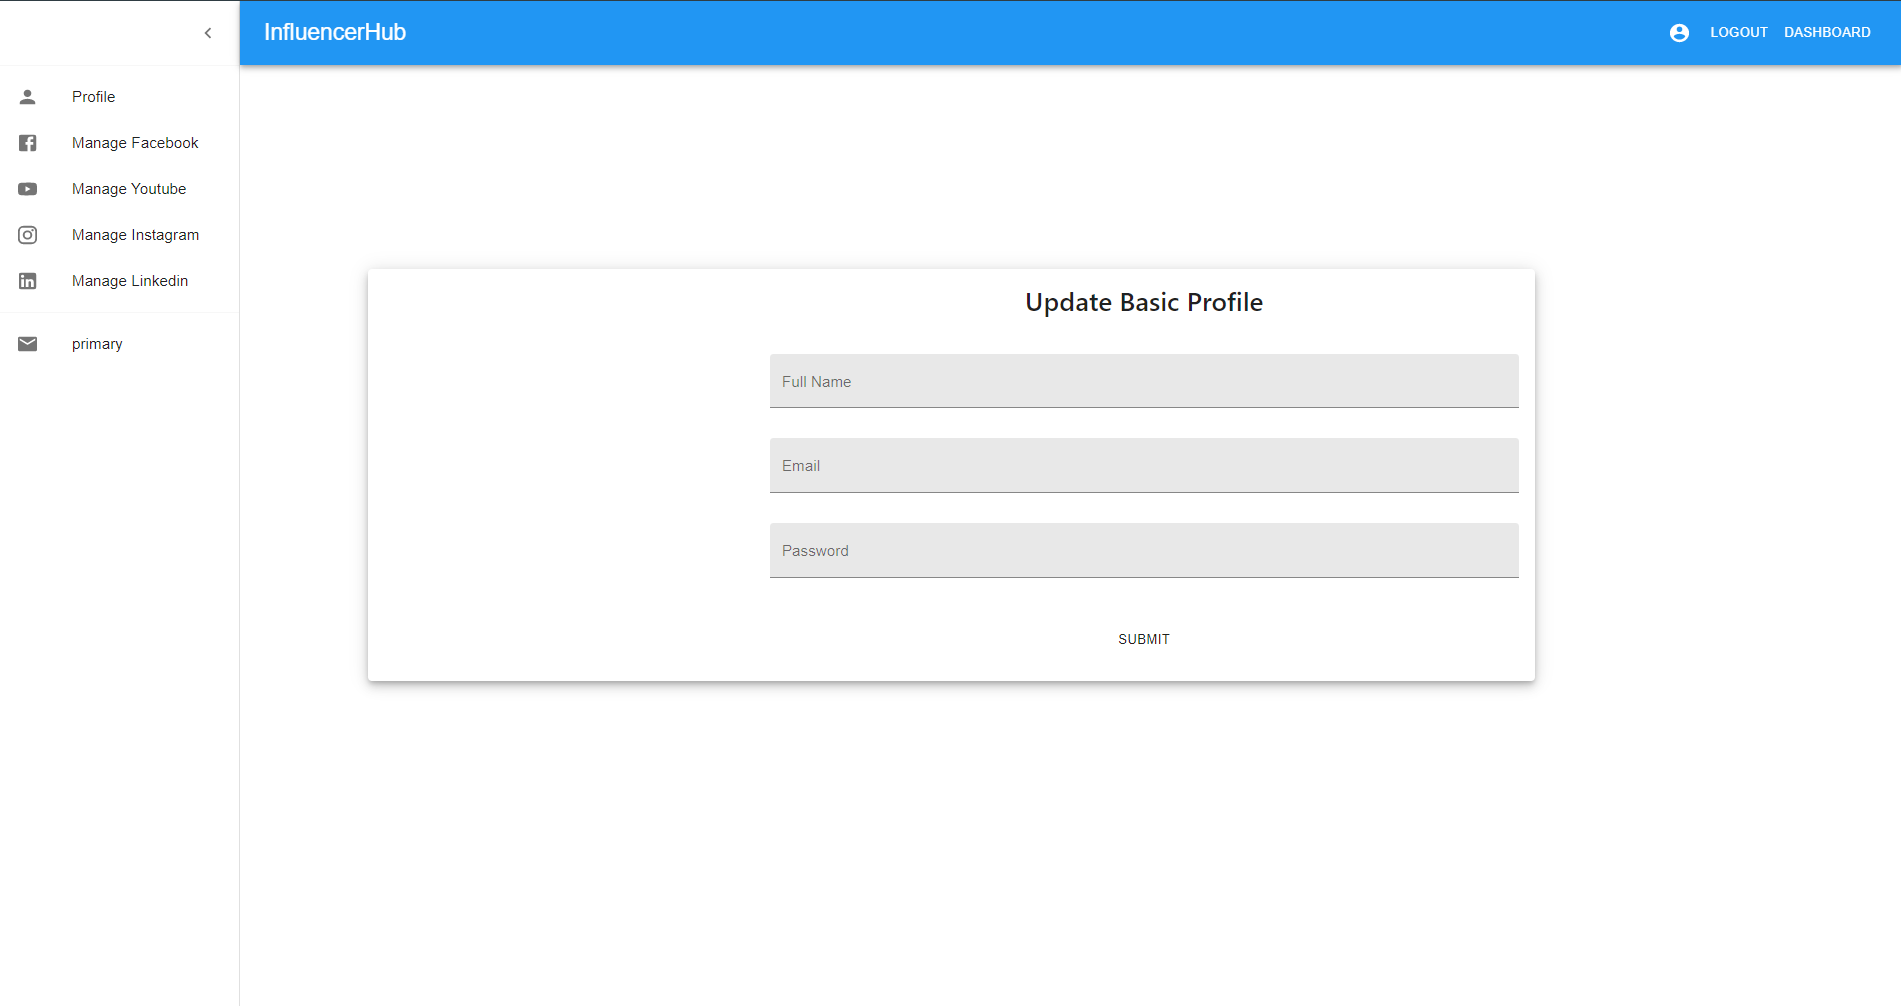 InfluencerHub
LOGOUT
DASHBOARD
Profile
Manage Facebook
Manage Youtube
Manage Instagram
Manage Linkedin
primary
Update Basic Profile
Full Name
Email
Password
SUBMIT